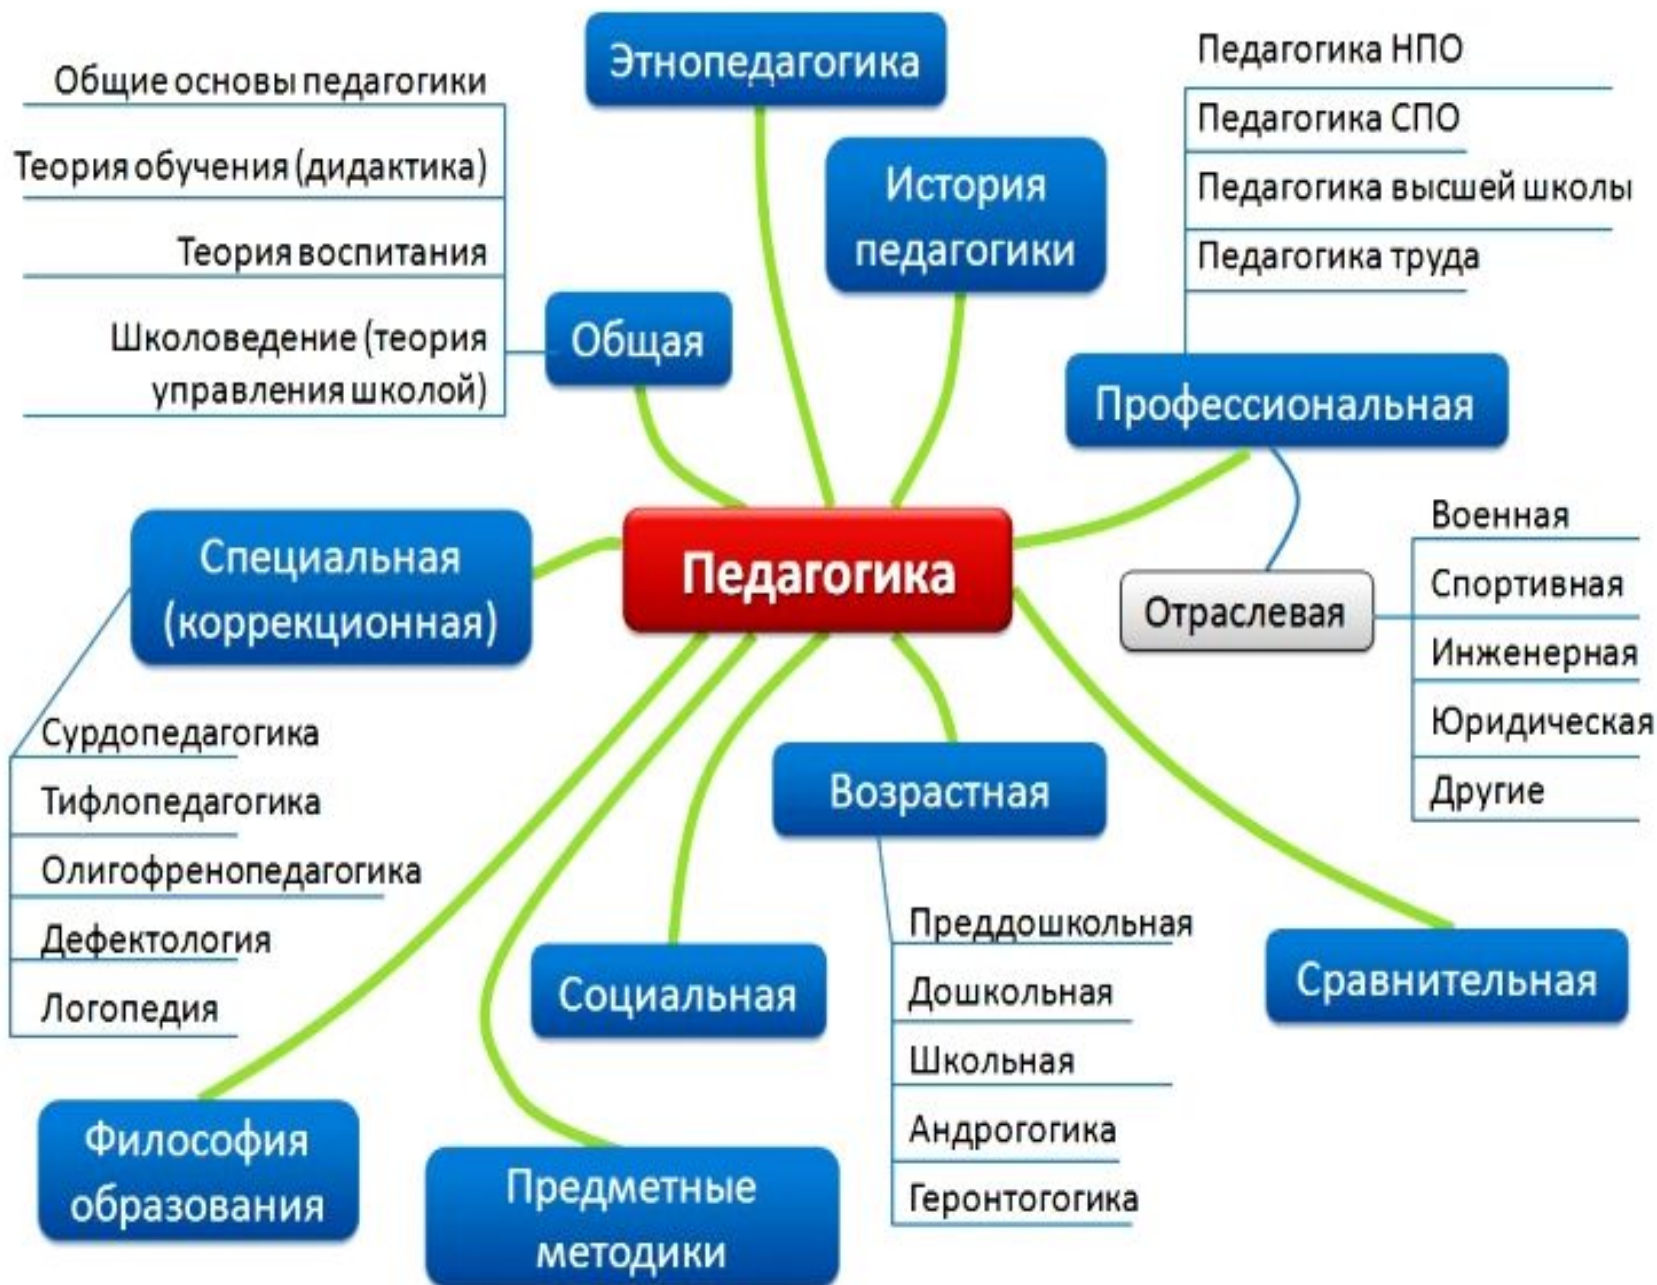 Этнопедагогика
История
педагогики
Общие основы педагогики
Теория обучения (дидактика)
Теория воспитания
Школоведение (теория
управления школой)
Общая
Педагогика НПО
Педагогика СПО
Педагогика высшей школы
Педагогика труда
Профессиональная
Педагогика
Специальная
(коррекционная)
Сурдопедагогика
Тифлопедагогика
Олигофренопедагогика
Дефектология
Логопедия
Отраслевая
Военная
Спортивная
Инженерная
Юридическая
Другие
Возрастная
Преддошкольная
Дошкольная
Школьная
Андрогогика
Геронтогогика
Социальная
Сравнительная
Философия
образования
Предметные
методики